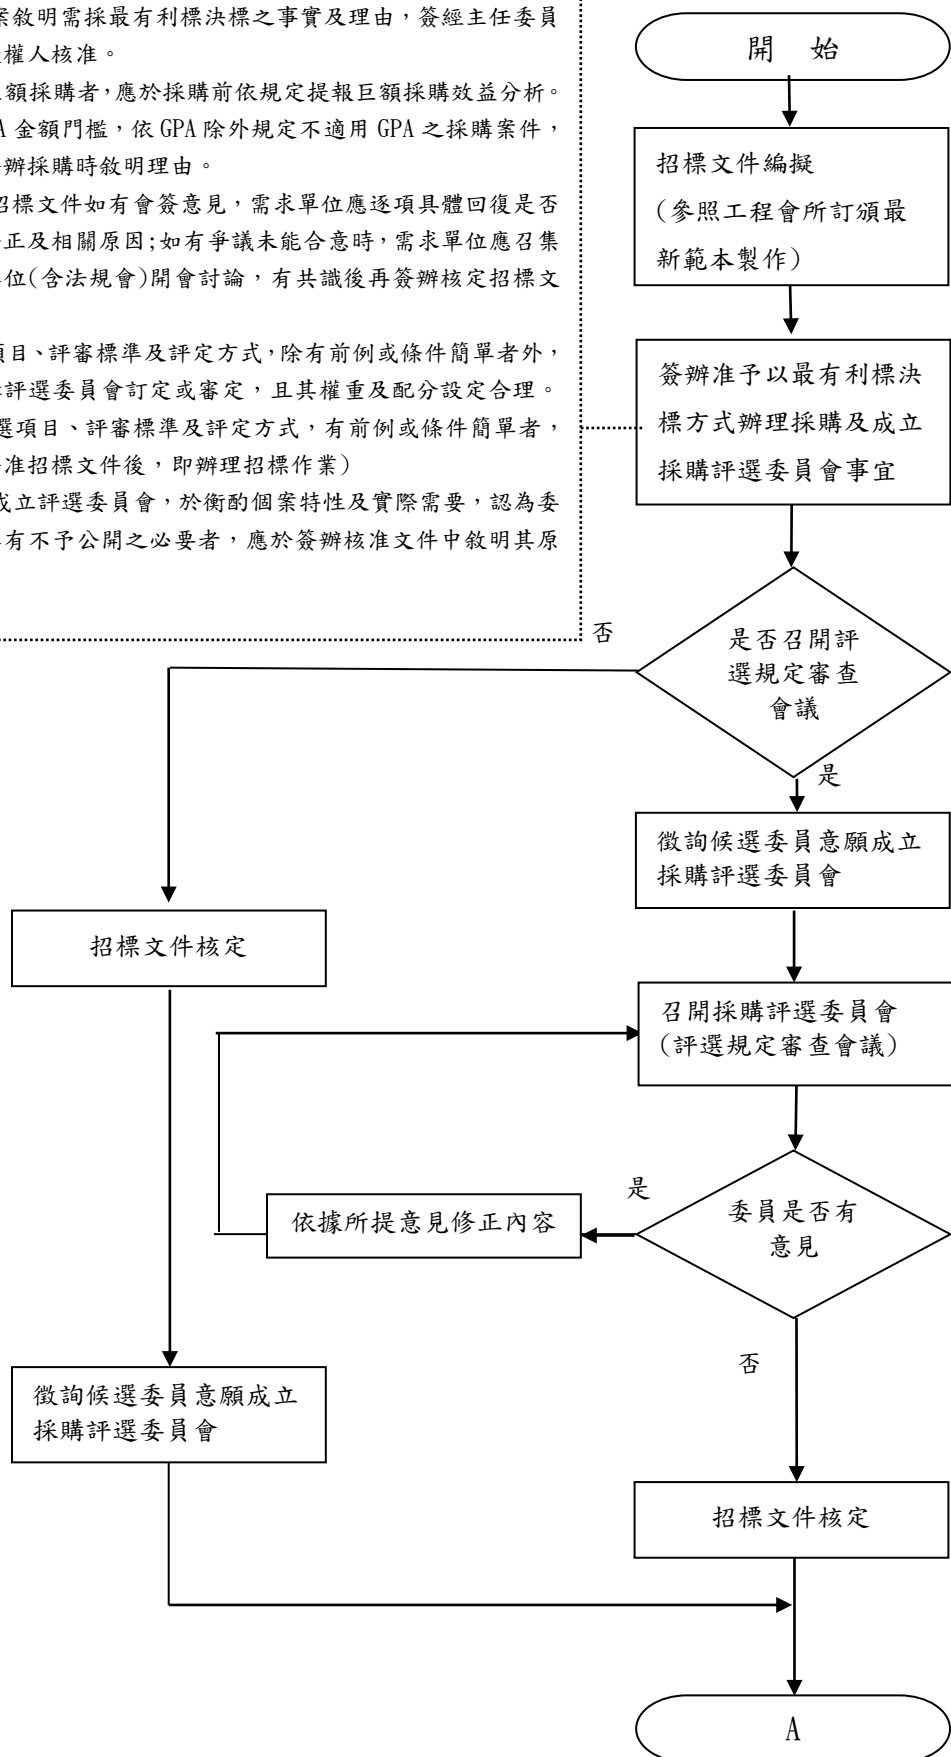 案敘明需採最有利標決標之事實及理由，簽經主任委員
權人核准。
額採購者，應於採購前依規定提報巨額採購效益分析。
A 金額門檻，依 GPA 除外規定不適用 GPA 之採購案件，
辦採購時敘明理由。
招標文件如有會簽意見，需求單位應逐項具體回復是否
正及相關原因;如有爭議未能合意時，需求單位應召集
位(含法規會)開會討論，有共識後再簽辦核定招標文
項目、評審標準及評定方式，除有前例或條件簡單者外，
評選委員會訂定或審定，且其權重及配分設定合理。
選項目、評審標準及評定方式，有前例或條件簡單者，
准招標文件後，即辦理招標作業)
成立評選委員會，於衡酌個案特性及實際需要，認為委
有不予公開之必要者，應於簽辦核准文件中敘明其原
開 始
招標文件編擬
(參照工程會所訂頒最
新範本製作)
簽辦准予以最有利標決
標方式辦理採購及成立
採購評選委員會事宜
否
是否召開評
選規定審查
會議
是
徵詢候選委員意願成立
採購評選委員會
招標文件核定
召開採購評選委員會
(評選規定審查會議)
是
委員是否有
意見
依據所提意見修正內容
否
徵詢候選委員意願成立
採購評選委員會
招標文件核定
A